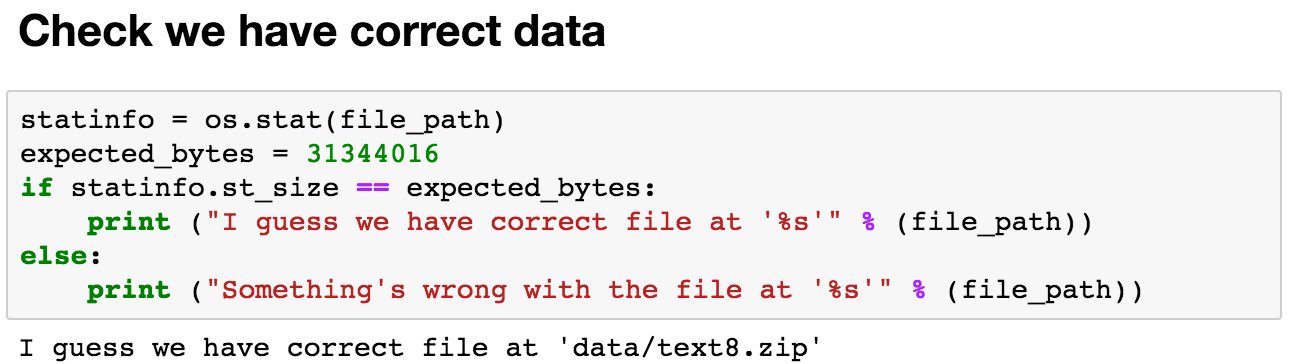 Check we have correct data
statinfo = os.stat(file_path)
expected_bytes = 31344016
if statinfo.st_size == expected_bytes:
    print ("I guess we have correct file at '%s'" % (file_path))
else:
    print ("Something's wrong with the file at '%s'" % (file_path))
I guess we have correct file at 'data/text8.zip'